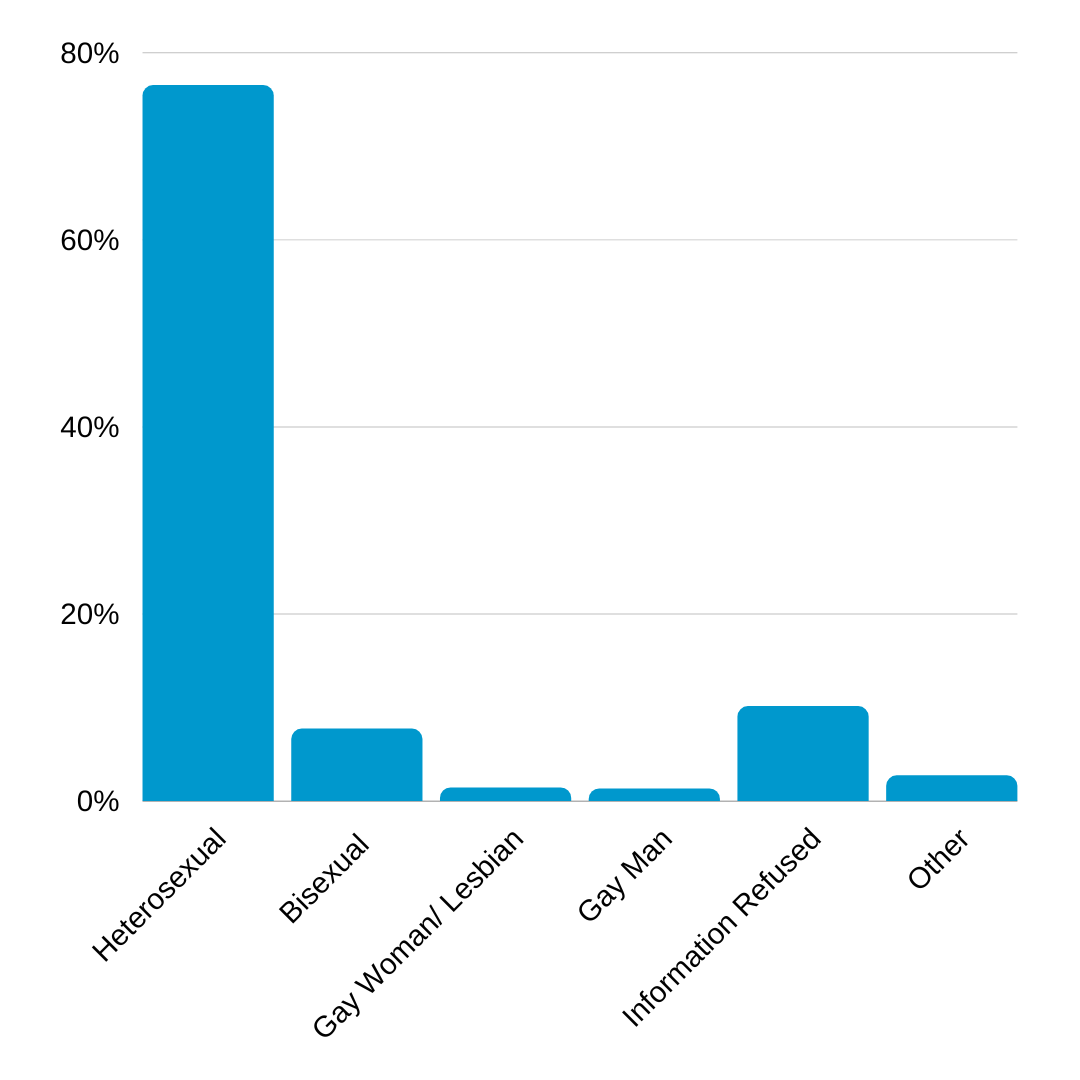 80%
60%
40%
20%
0%
Heterosexual
Bisexual
Gay Woman/ Lesbian
Gay Man
Information Refused
Other